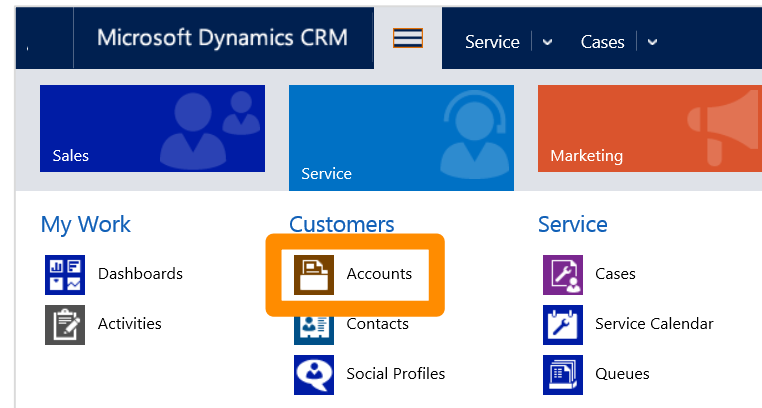 Microsoft Dynamics CRM
Service
Cases
Sales
Service
Marketing
My Work
Customers
Service
Dashboards
Accounts
Cases
Activities
Contacts
Service Calendar
Social Profiles
Queues